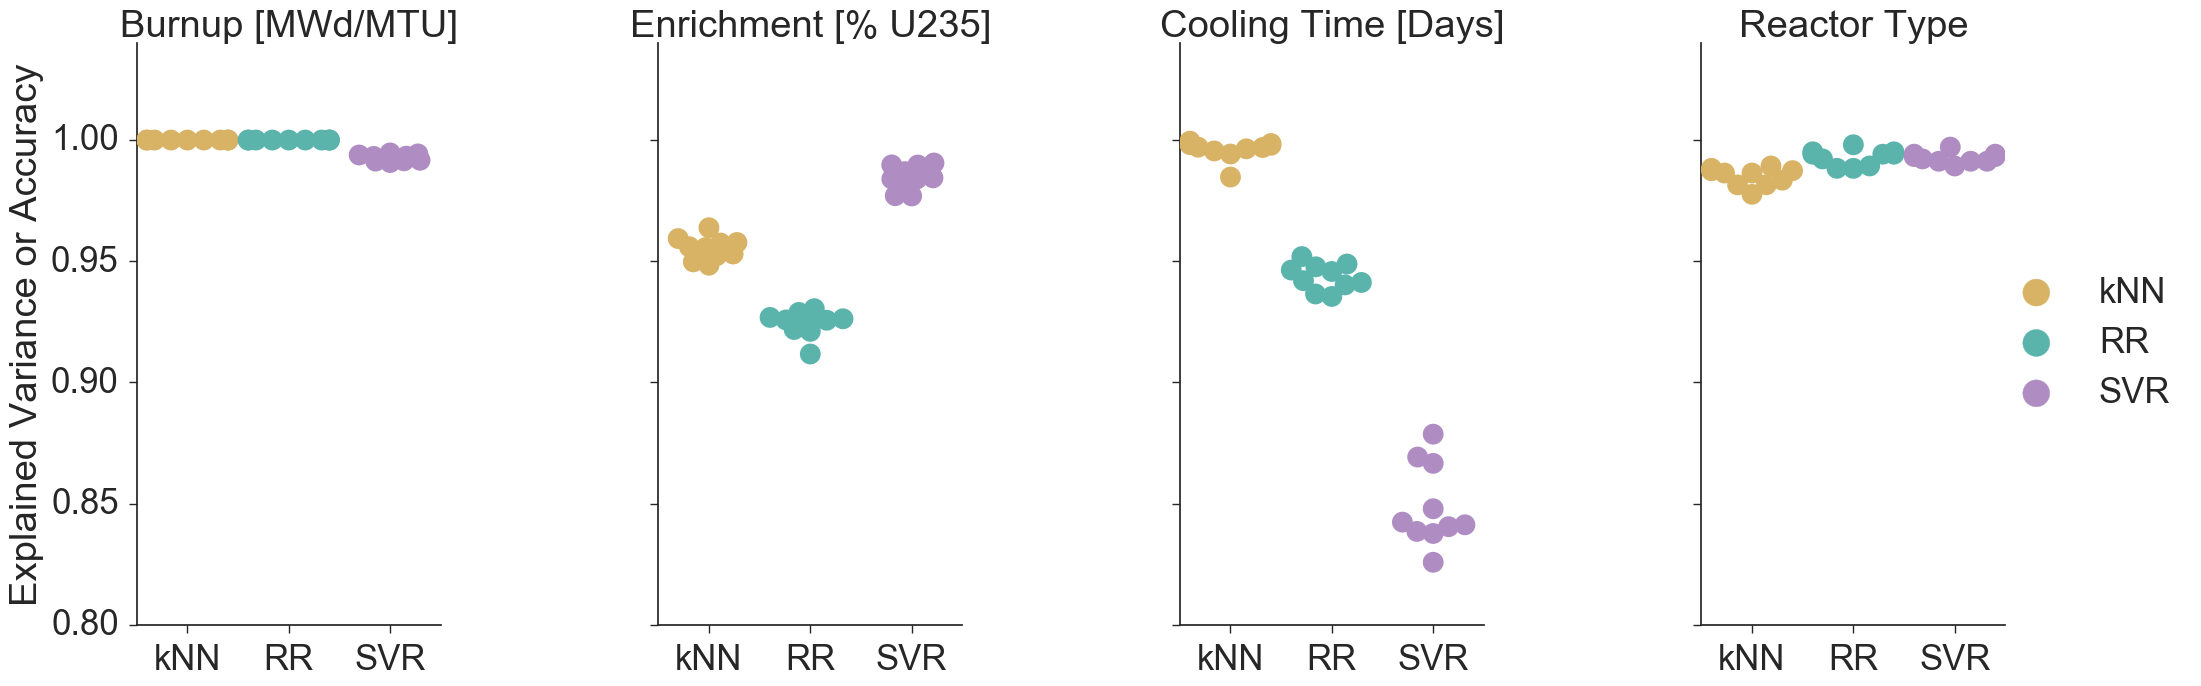 Burnup [MWd/MTU]
Enrichment [% U235]
Cooling Time [Days]
Reactor Type
Explained Variance or Accuracy
1.00
0.95
0.90
0.85
0.80
kNN RR SVR
kNN RR SVR
kNN RR SVR
kNN RR SVR
kNN
RR
SVR